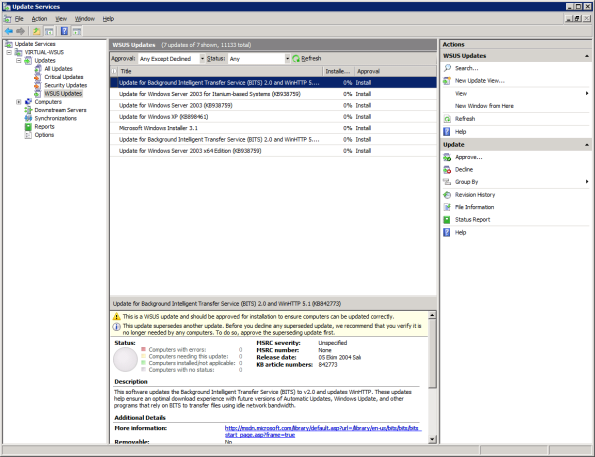 Update Services
File Action View Window Help
Update Services
VIRTUAL-WSUS
Updates
All Updates
Critical Updates
Security Updates
WSUS Updates
Computers
Downstream Servers
Synchronizations
Reports
Options
WSUS Updates (7 updates of 7 shown, 11133 total)
Approval: Any Except Declined Status: Any Refresh
Title Installe... Approval
Update for Background Intelligent Transfer Service (BITS) 2.0 and WinHTTP 5.... 0% Install
Update for Windows Server 2003 for Itanium-based Systems (KB938759) 0% Install
Update for Windows Server 2003 (KB938759) 0% Install
Update for Windows XP (KB898461) 0% Install
Microsoft Windows Installer 3.1 0% Install
Update for Background Intelligent Transfer Service (BITS) 2.0 and WinHTTP 5.... 0% Install
Update for Windows Server 2003 x64 Edition (KB938759) 0% Install
Update for Background Intelligent Transfer Service (BITS) 2.0 and WinHTTP 5.1 (KB842773)
This is a WSUS update and should be approved for installation to ensure computers can be updated correctly.
This update supersedes another update. Before you decline any superseded update, we recommend that you verify it is
no longer needed by any computers. To do so, approve the superseding update first.
Status:
Computers with errors: 0
Computers needing this update: 0
Computers installed/not applicable: 0
Computers with no status: 0
MSRC severity: Unspecified
MSRC number: None
Release date: 05 Ekim 2004 Salı
KB article numbers: 842773
Description
This software updates the Background Intelligent Transfer Service (BITS) to v2.0 and updates WinHTTP. These updates
help ensure an optimal download experience with future versions of Automatic Updates, Windows Update, and other
programs that rely on BITS to transfer files using idle network bandwidth.
Additional Details
More information: http://msdn.microsoft.com/library/default.asp?url=/library/en-us/bits/bits/bits_
start_page.asp?frame=true
Removable: No
Actions
WSUS Updates
Search...
New Update View...
View
New Window from Here
Refresh
Help
Update
Approve...
Decline
Group By
Revision History
File Information
Status Report
Help